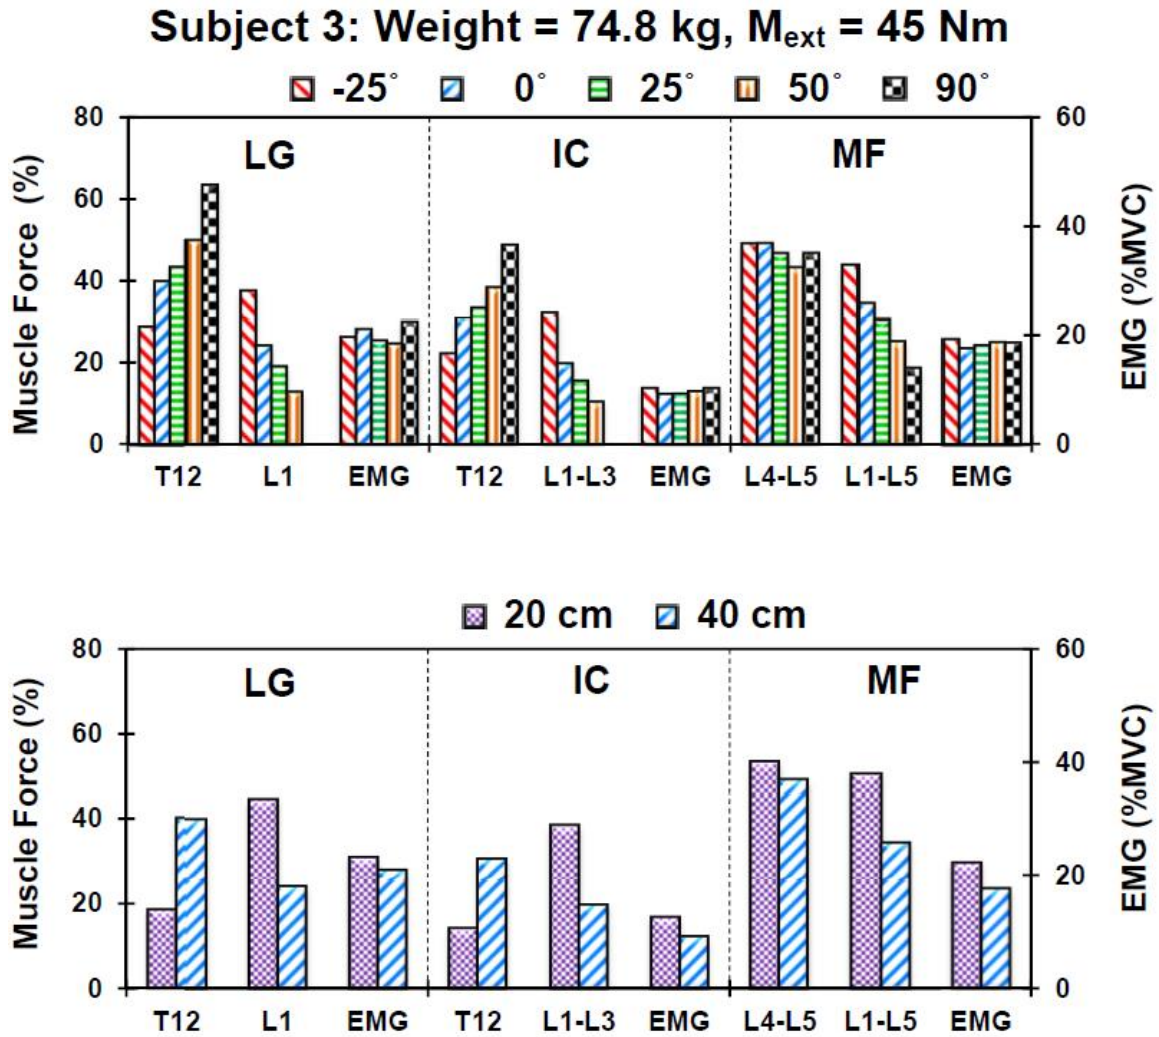 Subject 3: Weight = 74.8 kg, Mext = 45 Nm
-25° 0° 25° 50° 90°
80 60
LG IC MF
60
40
40
20
20
0 0
Muscle Force (%)
EMG (%MVC)
T12 L1 EMG T12 L1-L3 EMG L4-L5 L1-L5 EMG
20 cm 40 cm
80 60
LG IC MF
60
40
40
20
20
0 0
Muscle Force (%)
EMG (%MVC)
T12 L1 EMG T12 L1-L3 EMG L4-L5 L1-L5 EMG